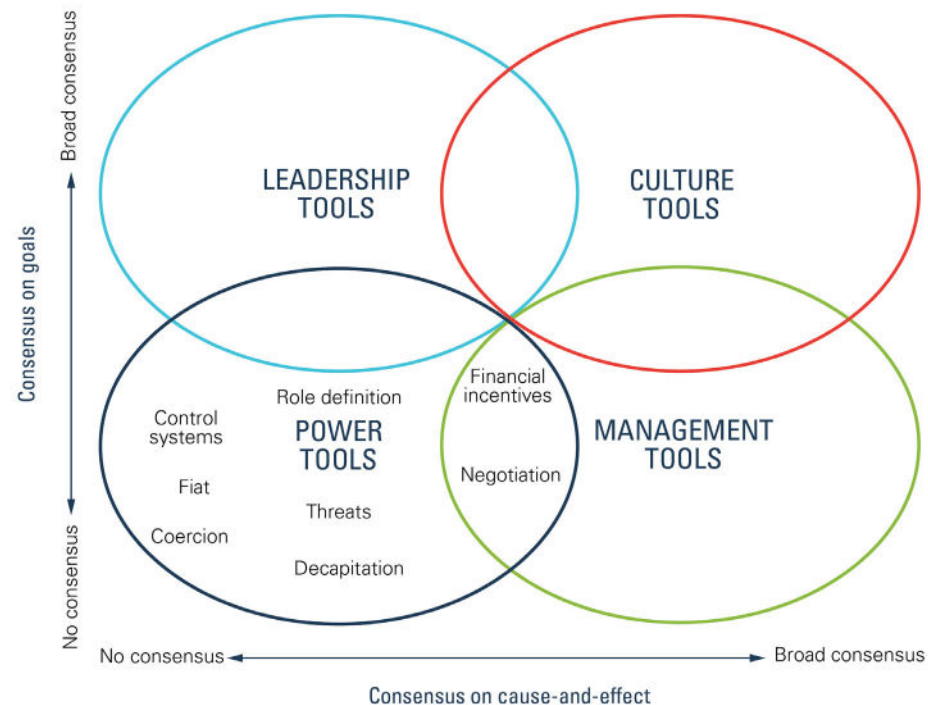 Broad consensus
Consensus on goals
No consensus
LEADERSHIP
TOOLS
CULTURE
TOOLS
Financial
incentives
Role definition
Control
systems
POWER
TOOLS
MANAGEMENT
TOOLS
Negotiation
Fiat
Threats
Coercion
Decapitation
No consensus
Broad consensus
Consensus on cause-and-effect